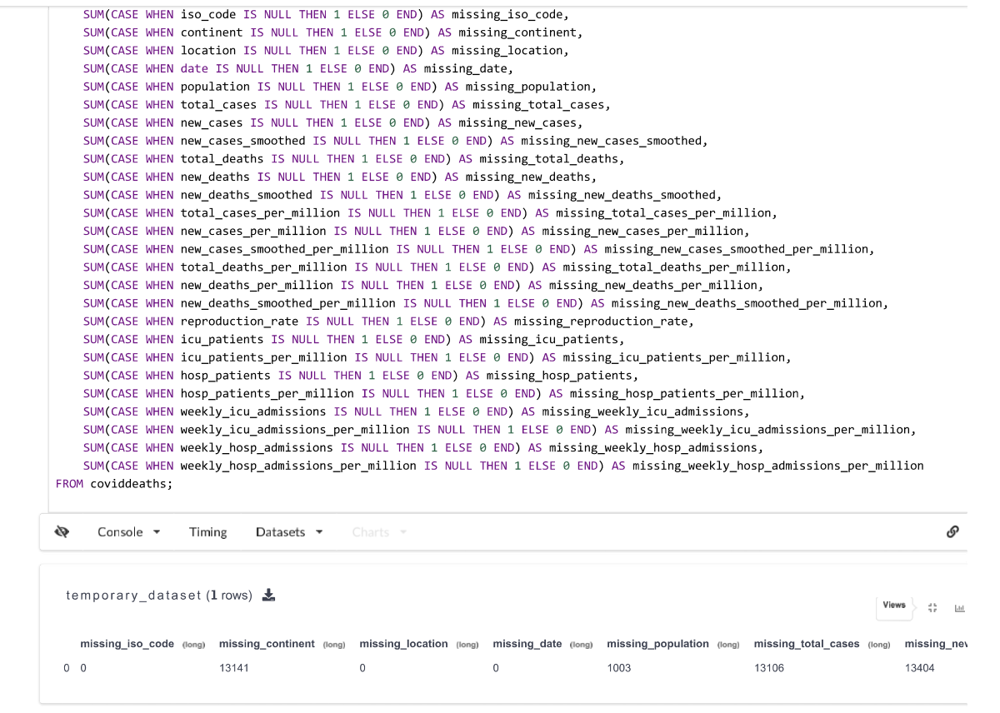 SUM(CASE WHEN iso_code IS NULL THEN 1 ELSE 0 END) AS missing_iso_code,
SUM(CASE WHEN continent IS NULL THEN 1 ELSE 0 END) AS missing_continent,
SUM(CASE WHEN location IS NULL THEN 1 ELSE 0 END) AS missing_location,
SUM(CASE WHEN date IS NULL THEN 1 ELSE 0 END) AS missing_date,
SUM(CASE WHEN population IS NULL THEN 1 ELSE 0 END) AS missing_population,
SUM(CASE WHEN total_cases IS NULL THEN 1 ELSE 0 END) AS missing_total_cases,
SUM(CASE WHEN new_cases IS NULL THEN 1 ELSE 0 END) AS missing_new_cases,
SUM(CASE WHEN new_cases_smoothed IS NULL THEN 1 ELSE 0 END) AS missing_new_cases_smoothed,
SUM(CASE WHEN total_deaths IS NULL THEN 1 ELSE 0 END) AS missing_total_deaths,
SUM(CASE WHEN new_deaths IS NULL THEN 1 ELSE 0 END) AS missing_new_deaths,
SUM(CASE WHEN new_deaths_smoothed IS NULL THEN 1 ELSE 0 END) AS missing_new_deaths_smoothed,
SUM(CASE WHEN total_cases_per_million IS NULL THEN 1 ELSE 0 END) AS missing_total_cases_per_million,
SUM(CASE WHEN new_cases_per_million IS NULL THEN 1 ELSE 0 END) AS missing_new_cases_per_million,
SUM(CASE WHEN new_cases_smoothed_per_million IS NULL THEN 1 ELSE 0 END) AS missing_new_cases_smoothed_per_million,
SUM(CASE WHEN total_deaths_per_million IS NULL THEN 1 ELSE 0 END) AS missing_total_deaths_per_million,
SUM(CASE WHEN new_deaths_per_million IS NULL THEN 1 ELSE 0 END) AS missing_new_deaths_per_million,
SUM(CASE WHEN new_deaths_smoothed_per_million IS NULL THEN 1 ELSE 0 END) AS missing_new_deaths_smoothed_per_million,
SUM(CASE WHEN reproduction_rate IS NULL THEN 1 ELSE 0 END) AS missing_reproduction_rate,
SUM(CASE WHEN icu_patients IS NULL THEN 1 ELSE 0 END) AS missing_icu_patients,
SUM(CASE WHEN icu_patients_per_million IS NULL THEN 1 ELSE 0 END) AS missing_icu_patients_per_million,
SUM(CASE WHEN hosp_patients IS NULL THEN 1 ELSE 0 END) AS missing_hosp_patients,
SUM(CASE WHEN hosp_patients_per_million IS NULL THEN 1 ELSE 0 END) AS missing_hosp_patients_per_million,
SUM(CASE WHEN weekly_icu_admissions IS NULL THEN 1 ELSE 0 END) AS missing_weekly_icu_admissions,
SUM(CASE WHEN weekly_icu_admissions_per_million IS NULL THEN 1 ELSE 0 END) AS missing_weekly_icu_admissions_per_million,
SUM(CASE WHEN weekly_hosp_admissions IS NULL THEN 1 ELSE 0 END) AS missing_weekly_hosp_admissions,
SUM(CASE WHEN weekly_hosp_admissions_per_million IS NULL THEN 1 ELSE 0 END) AS missing_weekly_hosp_admissions_per_million
FROM coviddeaths;
Console Timing Datasets Charts
temporary_dataset (1 rows)
Views
missing_iso_code (long) missing_continent (long) missing_location (long) missing_date (long) missing_population (long) missing_total_cases (long)
0 0 13141 0 0 1003 13106 13404